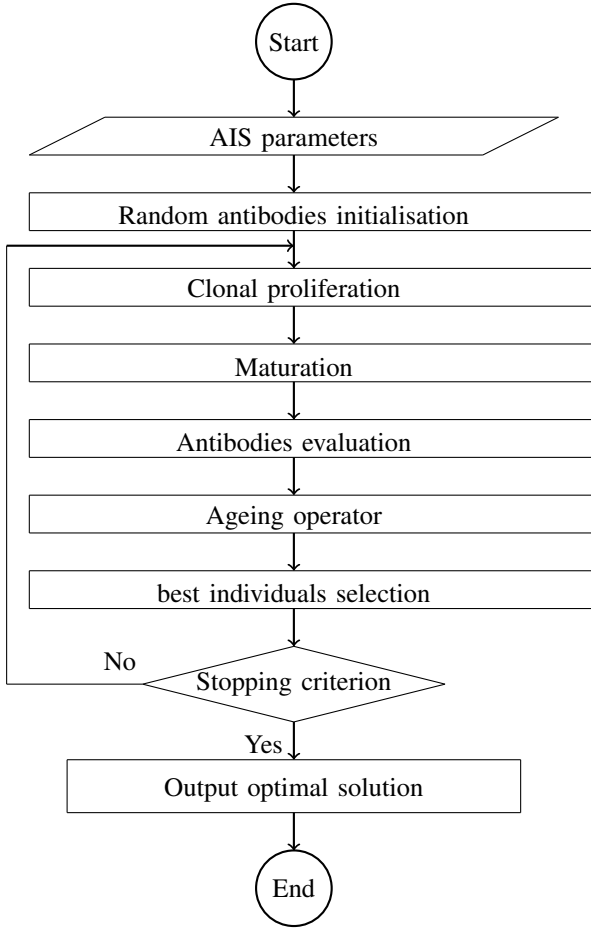 Start
AIS parameters
Random antibodies initialisation
Clonal proliferation
Maturation
Antibodies evaluation
Ageing operator
best individuals selection
No
Stopping criterion
Yes
Output optimal solution
End